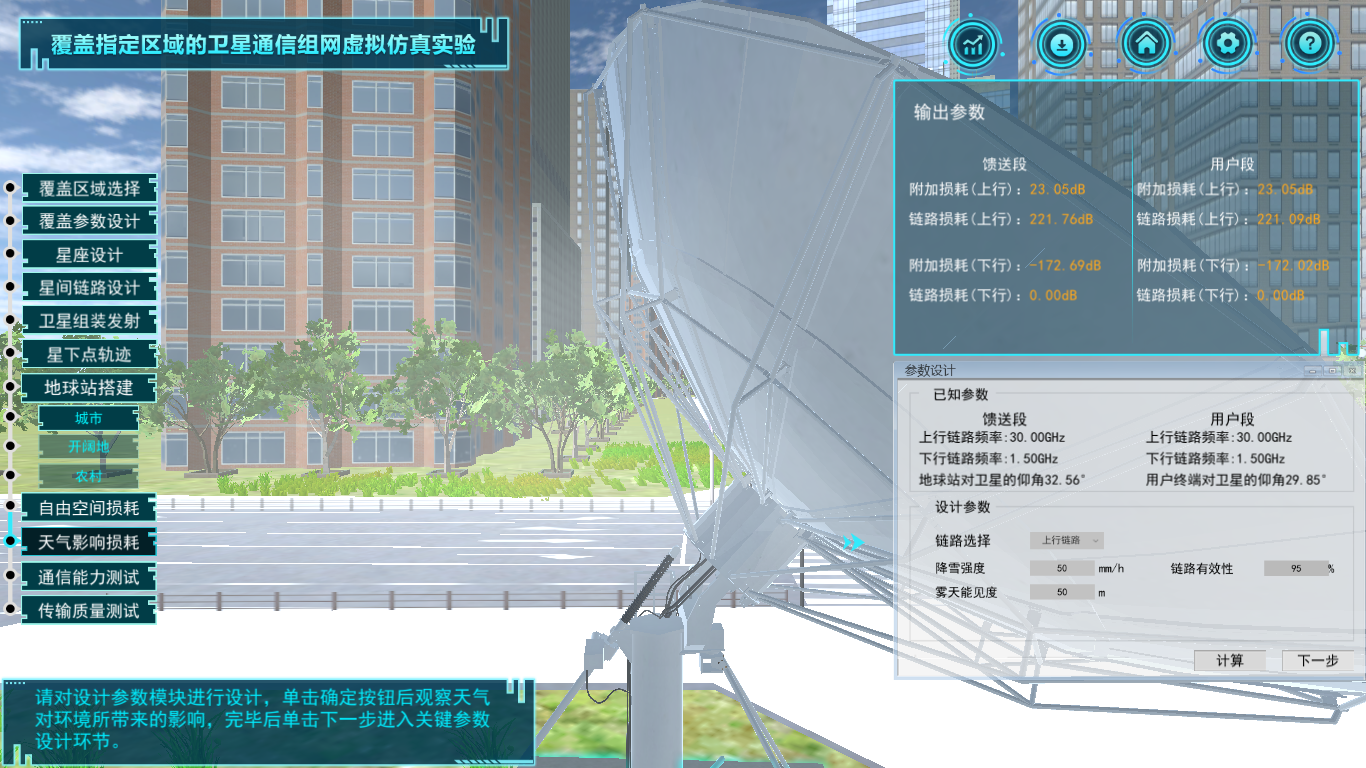 覆盖指定区域的卫星通信组网虚拟仿真实验
覆盖区域选择
覆盖参数设计
星座设计
星间链路设计
卫星组装发射
星下点轨迹
地球站搭建
城市
开阔地
农村
自由空间损耗
天气影响损耗
通信能力测试
传输质量测试
请对设计参数模块进行设计，单击确定按钮后观察天气
对环境所带来的影响，完毕后单击下一步进入关键参数
设计环节。
输出参数
馈送段 用户段
附加损耗(上行)：23.05dB 附加损耗(上行)：23.05dB
链路损耗(上行)：221.76dB 链路损耗(上行)：221.09dB
附加损耗(下行)：-172.69dB 附加损耗(下行)：-172.02dB
链路损耗(下行)：0.00dB 链路损耗(下行)：0.00dB
参数设计
已知参数
馈送段 用户段
上行链路频率:30.00GHz 上行链路频率:30.00GHz
下行链路频率:1.50GHz 下行链路频率:1.50GHz
地球站对卫星的仰角32.56° 用户终端对卫星的仰角29.85°
设计参数
链路选择 上行链路
降雪强度 50 mm/h 链路有效性 95 %
雾天能见度 50 m
计算 下一步